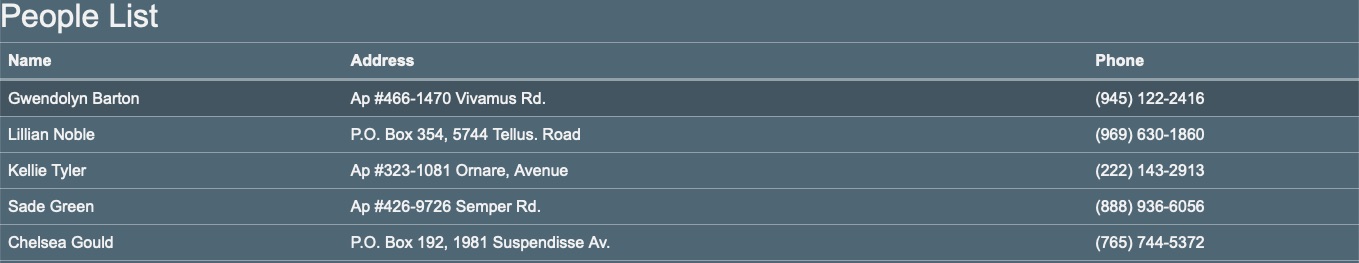 People List
Name Address Phone
Gwendolyn Barton Ap #466-1470 Vivamus Rd. (945) 122-2416
Lillian Noble P.O. Box 354, 5744 Tellus. Road (969) 630-1860
Kellie Tyler Ap #323-1081 Ornare, Avenue (222) 143-2913
Sade Green Ap #426-9726 Semper Rd. (888) 936-6056
Chelsea Gould P.O. Box 192, 1981 Suspendisse Av. (765) 744-5372